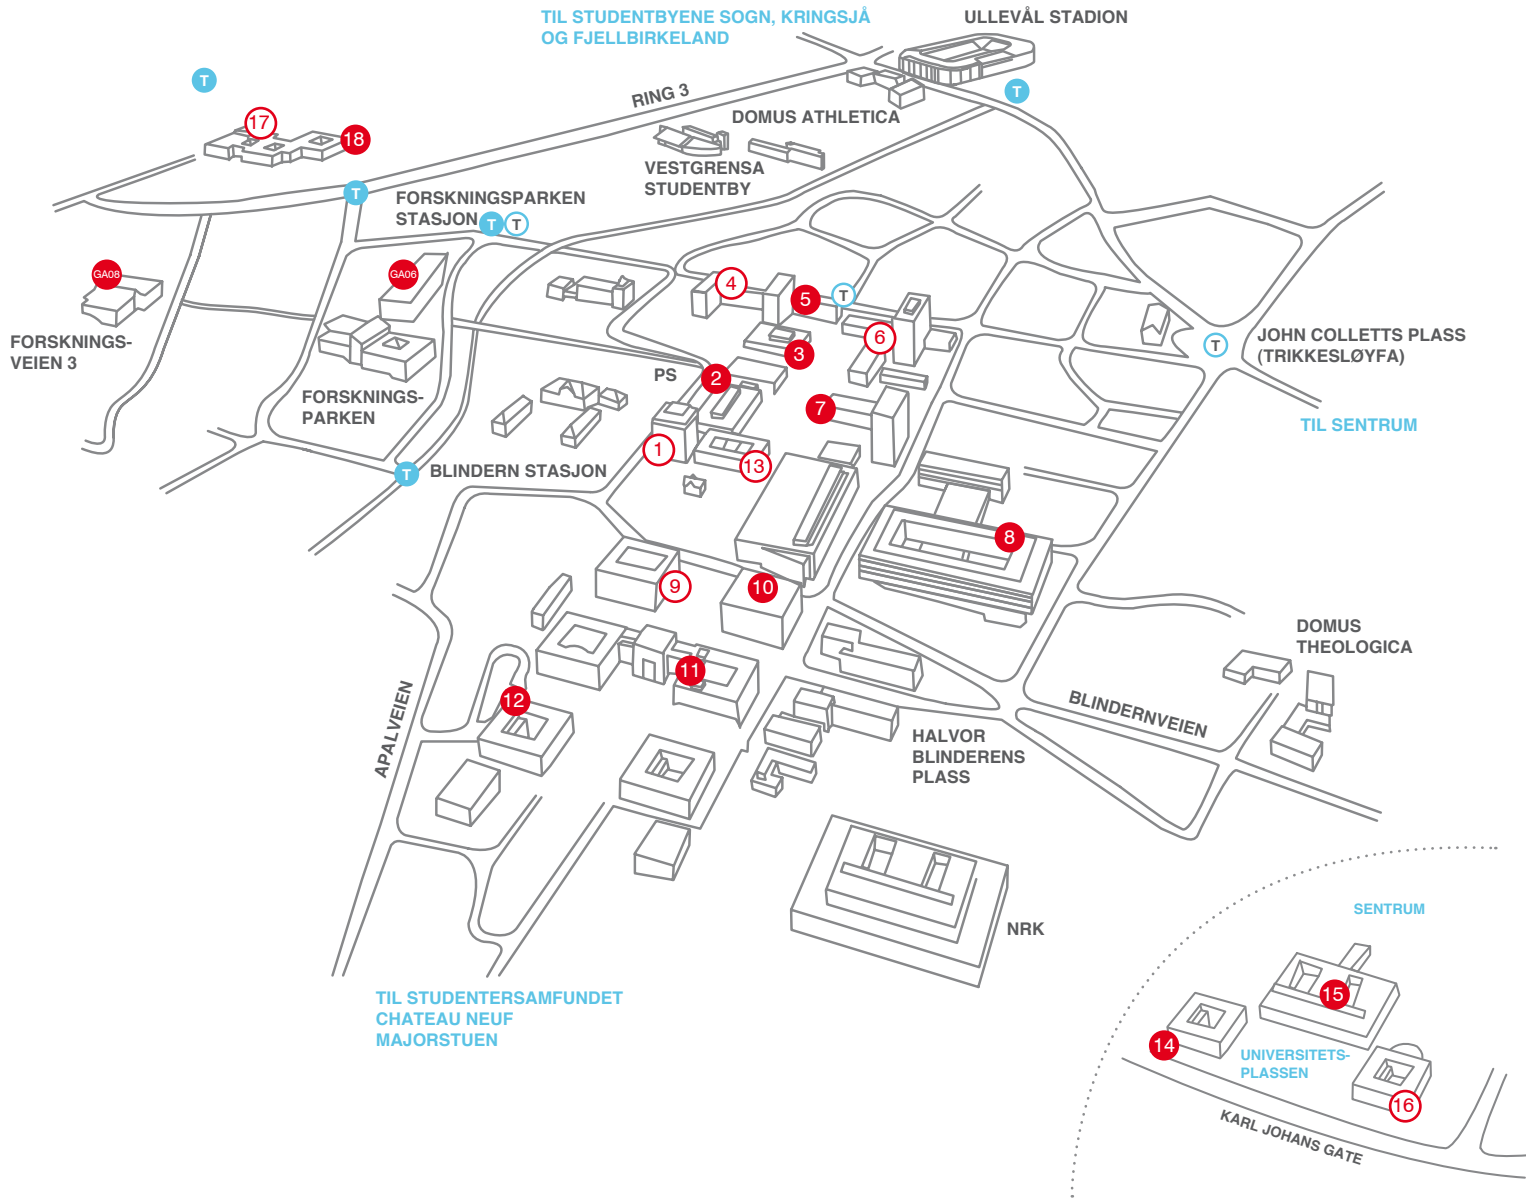 TIL STUDENTBYENE SOGN, KRINGSJÅ
OG FJELLBIRKELAND
ULLEVÅL STADION
T
T
RING 3
DOMUS ATHLETICA
17
18
VESTGRENSA
STUDENTBY
T
FORSKNINGSPARKEN
STASJON
T
T
GA08
GA06
4
5
T
6
3
FORSKNINGS-
VEIEN 3
JOHN COLLETTS PLASS
(TRIKKESLØYFA)
T
PS
2
FORSKNINGS-
PARKEN
7
TIL SENTRUM
1
13
T
BLINDERN STASJON
8
9
10
DOMUS
THEOLOGICA
11
12
APALVEIEN
BLINDERNVEIEN
HALVOR
BLINDERENS
PLASS
NRK
SENTRUM
TIL STUDENTERSAMFUNDET
CHATEAU NEUF
MAJORSTUEN
15
14
UNIVERSITETS-
PLASSEN
16
KARL JOHANS GATE